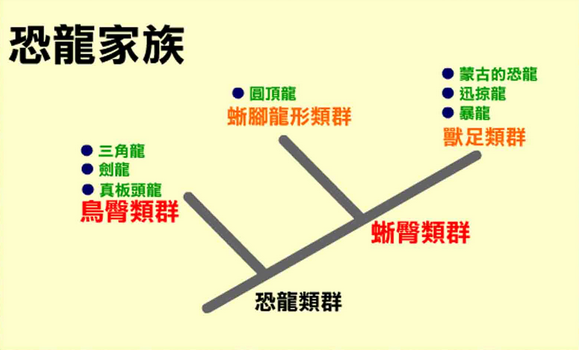 恐龍家族
蒙古的恐龍
迅掠龍
暴龍
獸足類群
圓頂龍
蜥腳龍形類群
三角龍
劍龍
真板頭龍
鳥臀類群
蜥臀類群
恐龍類群